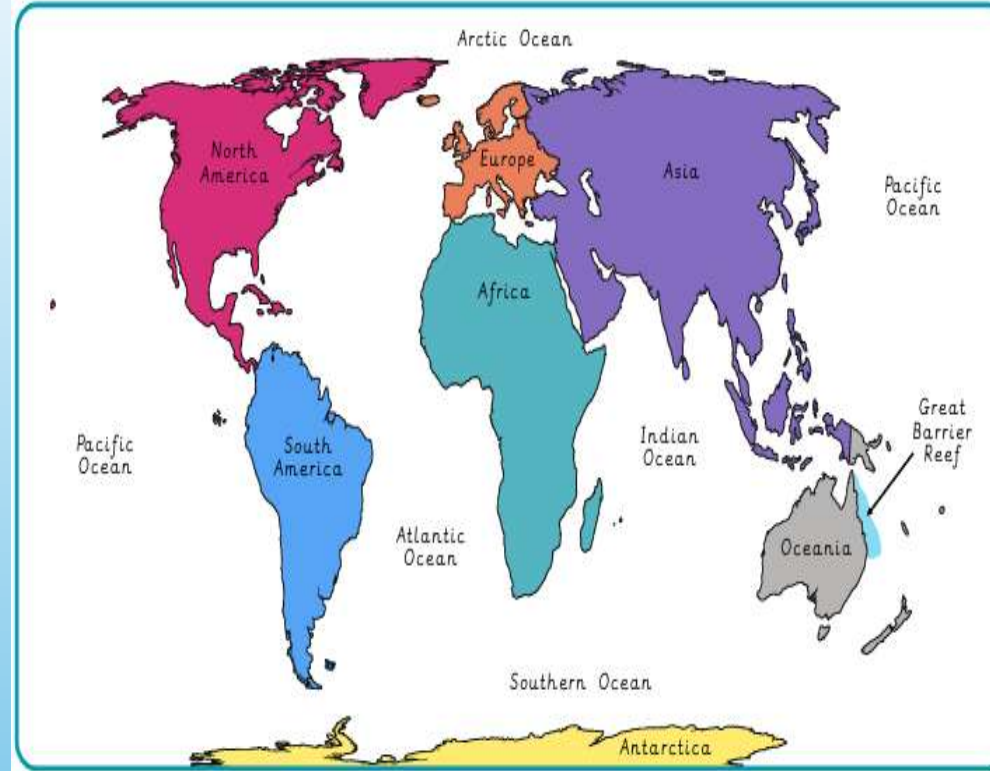 Arctic Ocean
North
America
Europe
Asia
Pacific
Ocean
Africa
Great
Barrier
Reef
Pacific
Ocean
South
America
Indian
Ocean
Atlantic
Ocean
Oceania
Southern Ocean
Antarctica